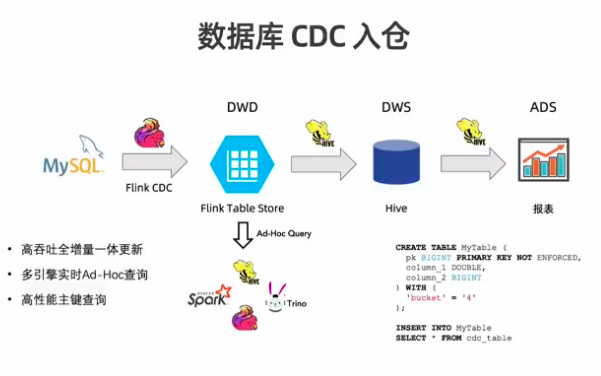 数据库 CDC 入仓
DWD
DWS
ADS
HIVE
HIVE
MySQL
Flink CDC
Flink Table Store
Hive
报表
Ad-Hoc Query
高吞吐全增量一体更新
多引擎实时Ad-Hoc查询
高性能主键查询
HIVE
APACHE
Spark
Trino
CREATE TABLE MyTable (
pk BiGINT PRIMARY KEY NOT ENFORCED,
column_1 DOUBLE,
column_2 BIGINT
) WITH (
'bucket' = '4'
);
INSERT INTO MyTable
SELECT * FROM cdc_table